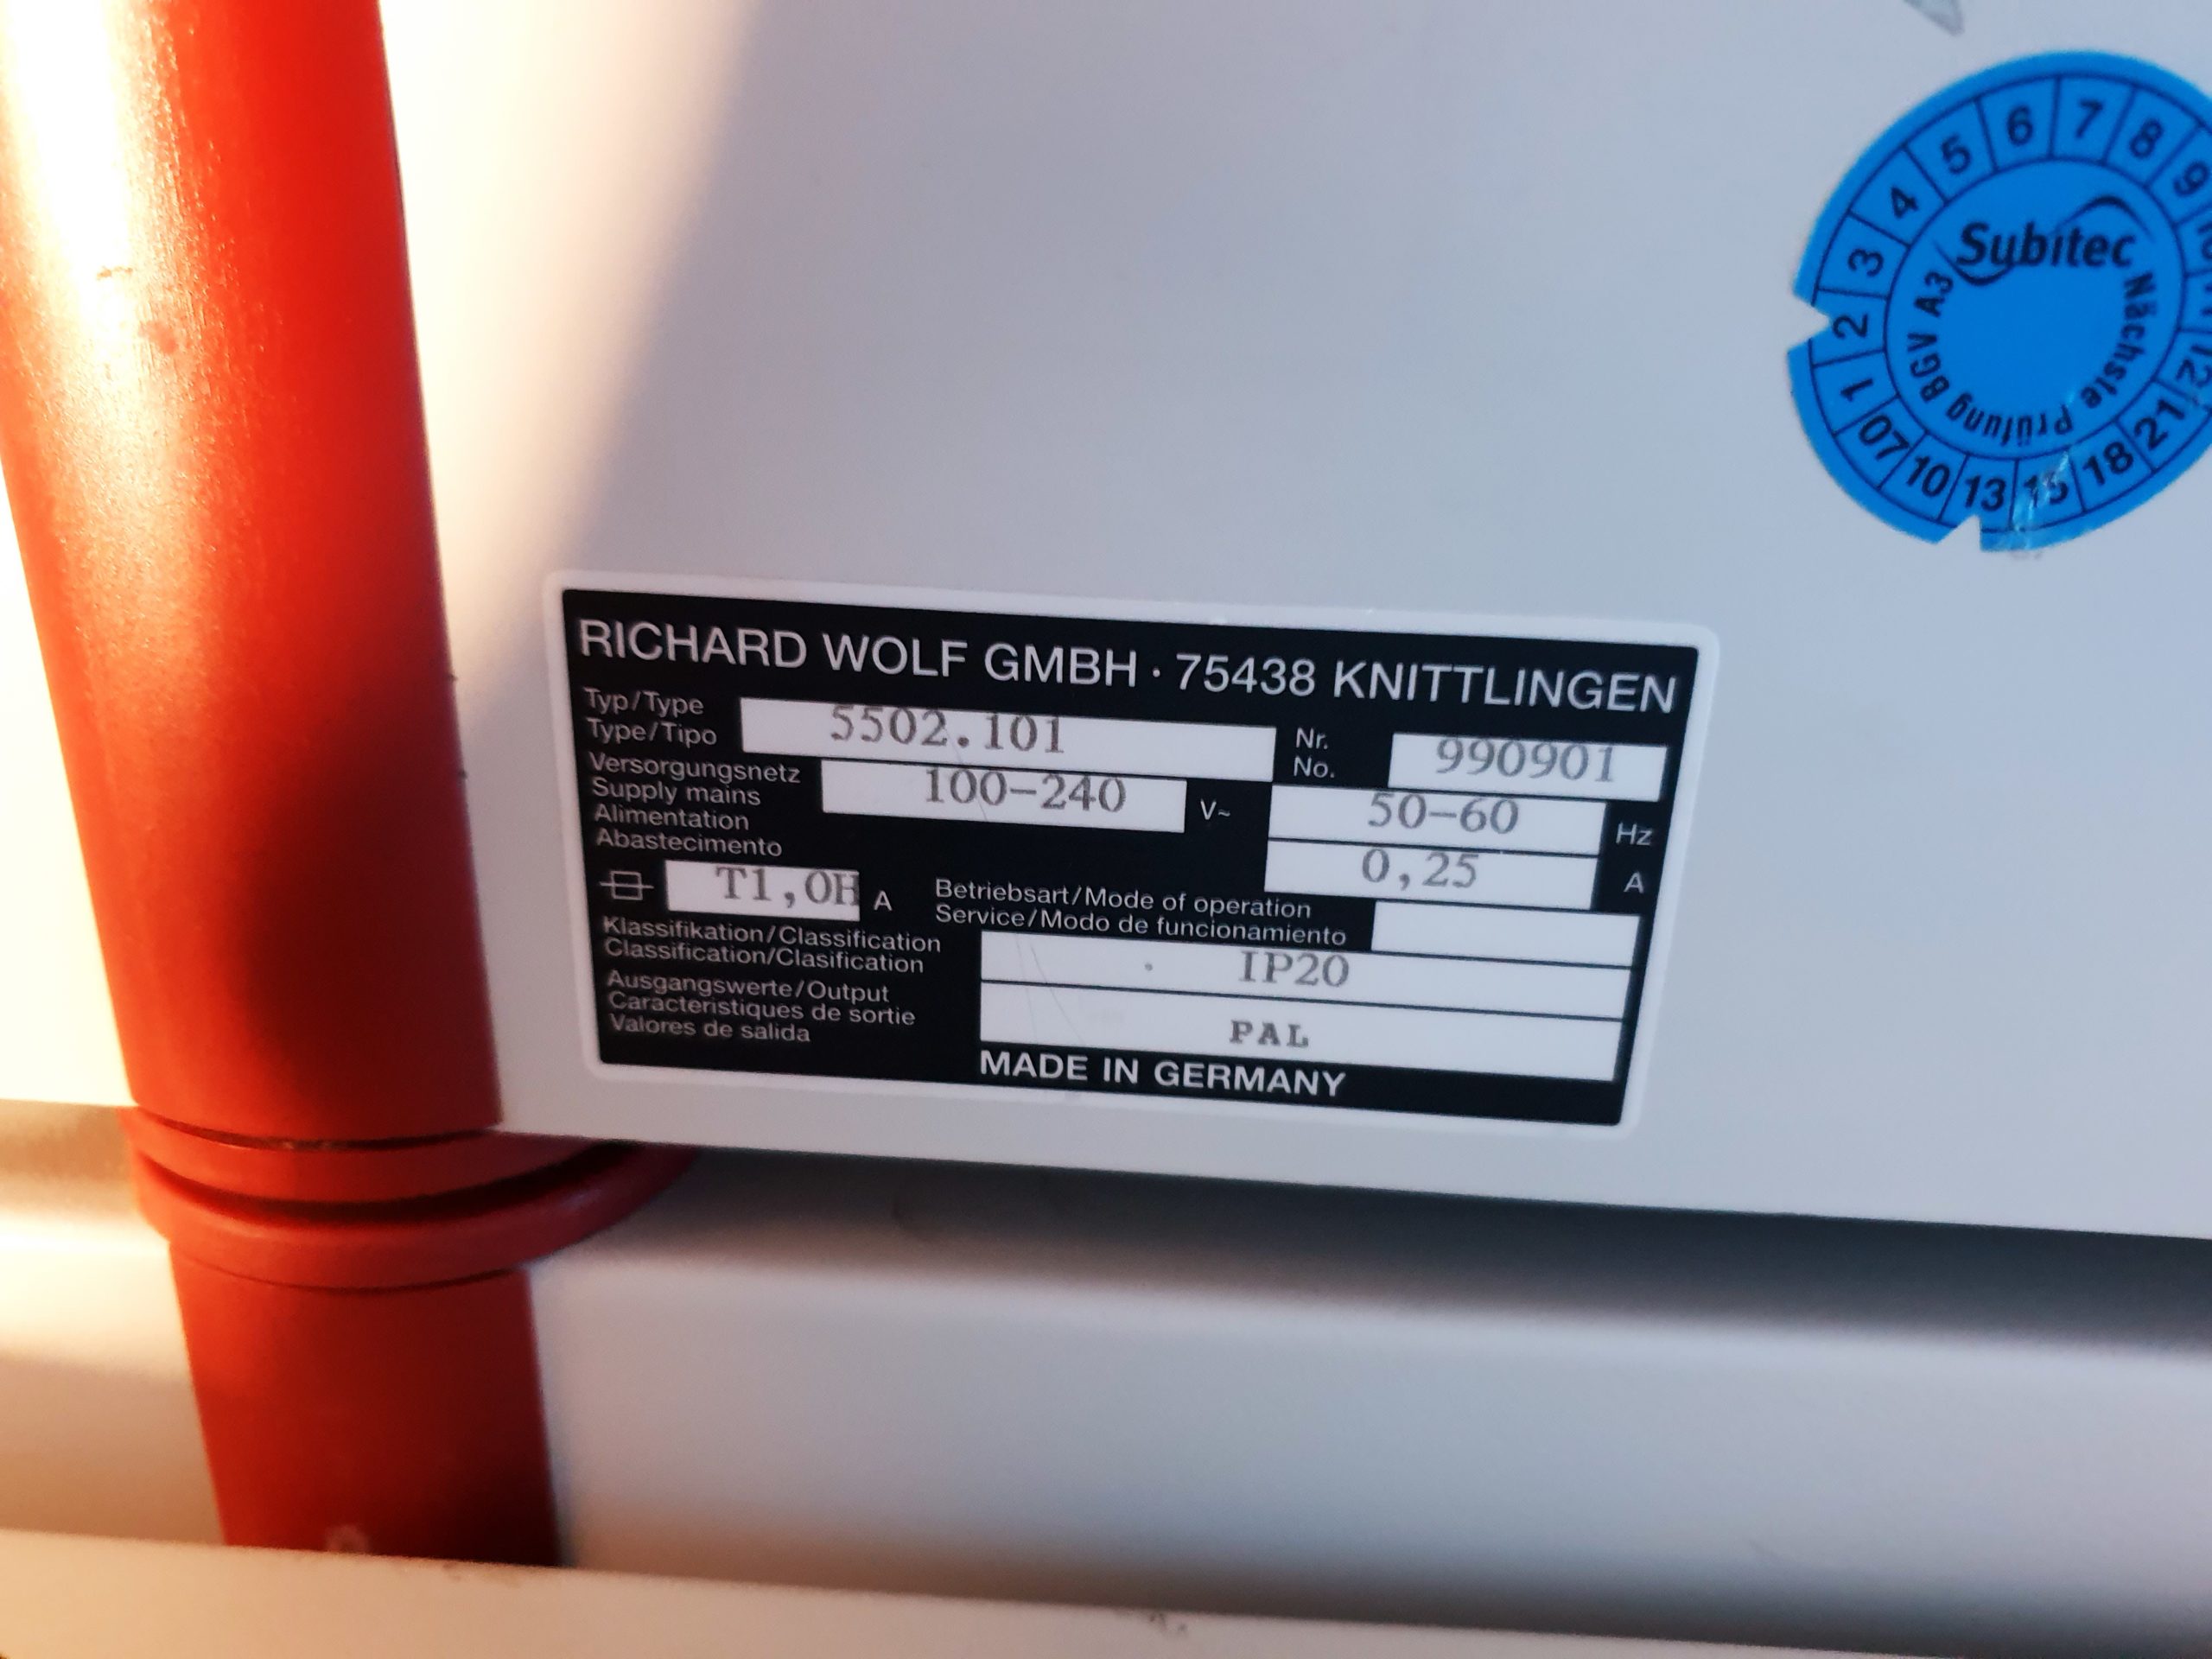 RICHARD WOLF GMBH · 75438 KNITTLINGEN
Typ/Type
Type/Tipo
5502.101
Nr.
No.
990901
Versorgungsnetz
Supply mains
Alimentation
Abastecimento
100-240
V~
50-60
Hz
0,25
A
T1,0H
A
Betriebsart/Mode of operation
Service/Modo de funcionamiento
Klassifikation/Classification
Classification/Clasification
IP20
Ausgangswerte/Output
Caracteristiques de sortie
Valores de salida
PAL
MADE IN GERMANY
Subitec
Nächste Prüfung BGV A3
1 2 3 4 5 6 7 8 9 10 11 12
07 10 13 15 18 21